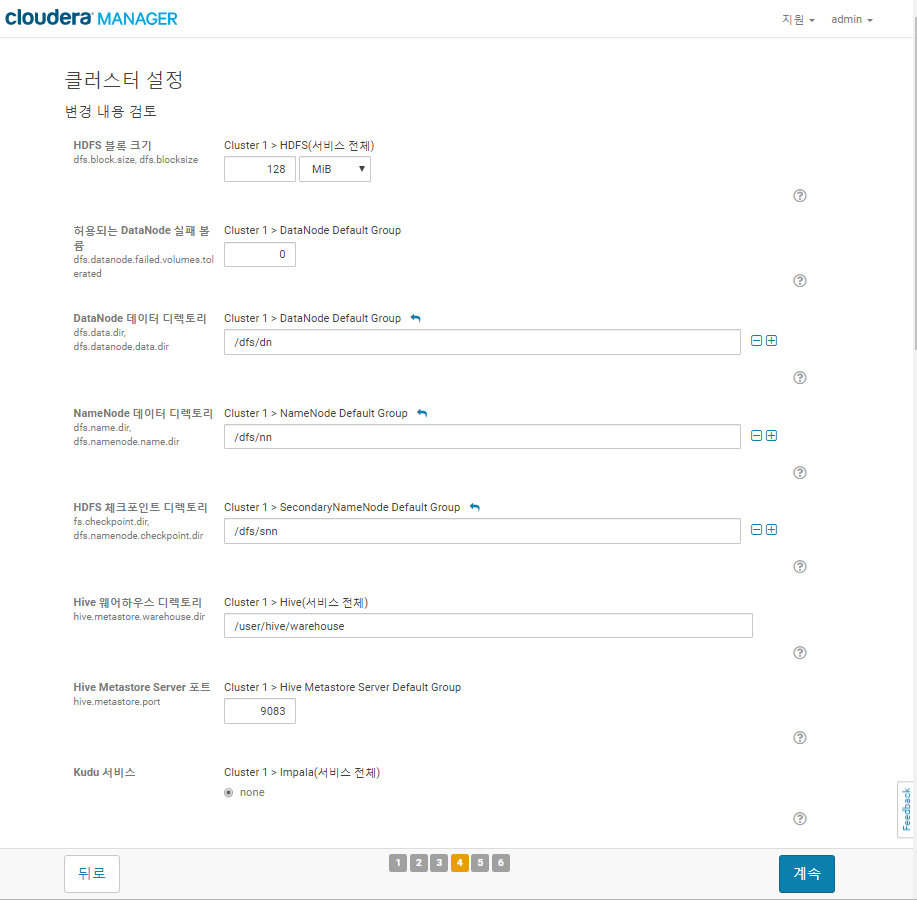 cloudera MANAGER
지원 admin
클러스터 설정
변경 내용 검토
HDFS 블록 크기 Cluster 1 > HDFS(서비스 전체)
dfs.block.size, dfs.blocksize
128 MiB
허용되는 DataNode 실패 볼 Cluster 1 > DataNode Default Group
륨
dfs.datanode.failed.volumes.tol
erated
0
DataNode 데이터 디렉토리 Cluster 1 > DataNode Default Group
dfs.data.dir,
dfs.datanode.data.dir
/dfs/dn
NameNode 데이터 디렉토리 Cluster 1 > NameNode Default Group
dfs.name.dir,
dfs.namenode.name.dir
/dfs/nn
HDFS 체크포인트 디렉토리 Cluster 1 > SecondaryNameNode Default Group
fs.checkpoint.dir,
dfs.namenode.checkpoint.dir
/dfs/snn
Hive 웨어하우스 디렉토리 Cluster 1 > Hive(서비스 전체)
hive.metastore.warehouse.dir
/user/hive/warehouse
Hive Metastore Server 포트 Cluster 1 > Hive Metastore Server Default Group
hive.metastore.port
9083
Kudu 서비스 Cluster 1 > Impala(서비스 전체)
none
Feedback
뒤로 1 2 3 4 5 6 계속